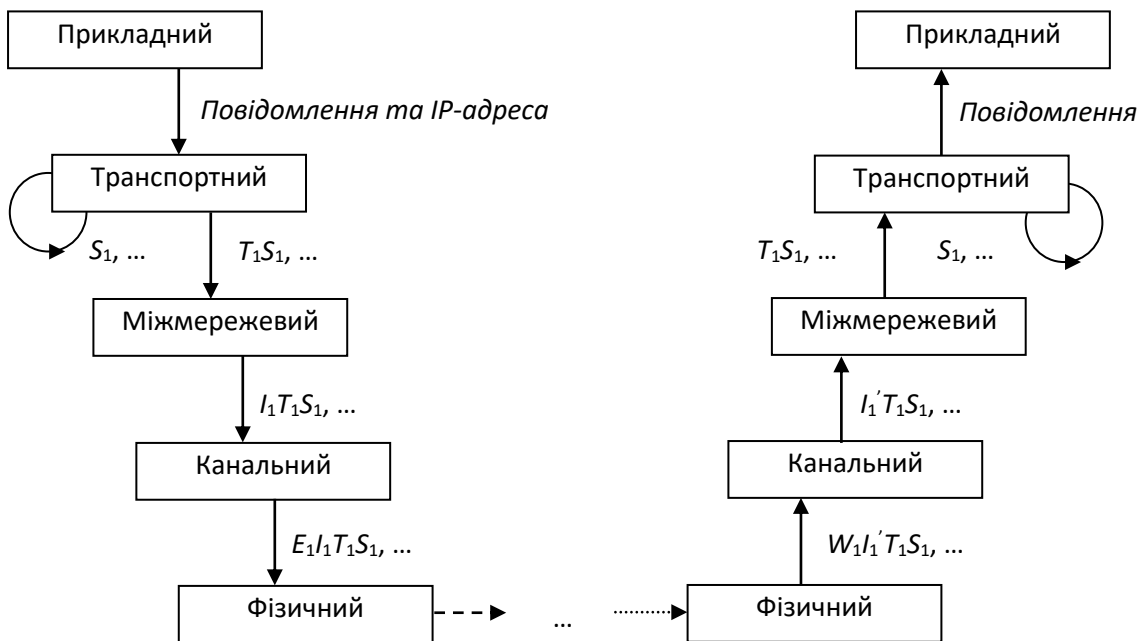 Прикладний
Прикладний
Повідомлення та IP-адреса
Повідомлення
Транспортний
Транспортний
S₁, ...
T₁S₁, ...
T₁S₁, ...
S₁, ...
Міжмережевий
Міжмережевий
I₁T₁S₁, ...
I₁'T₁S₁, ...
Канальний
Канальний
E₁I₁T₁S₁, ...
W₁I₁'T₁S₁, ...
Фізичний
...
Фізичний